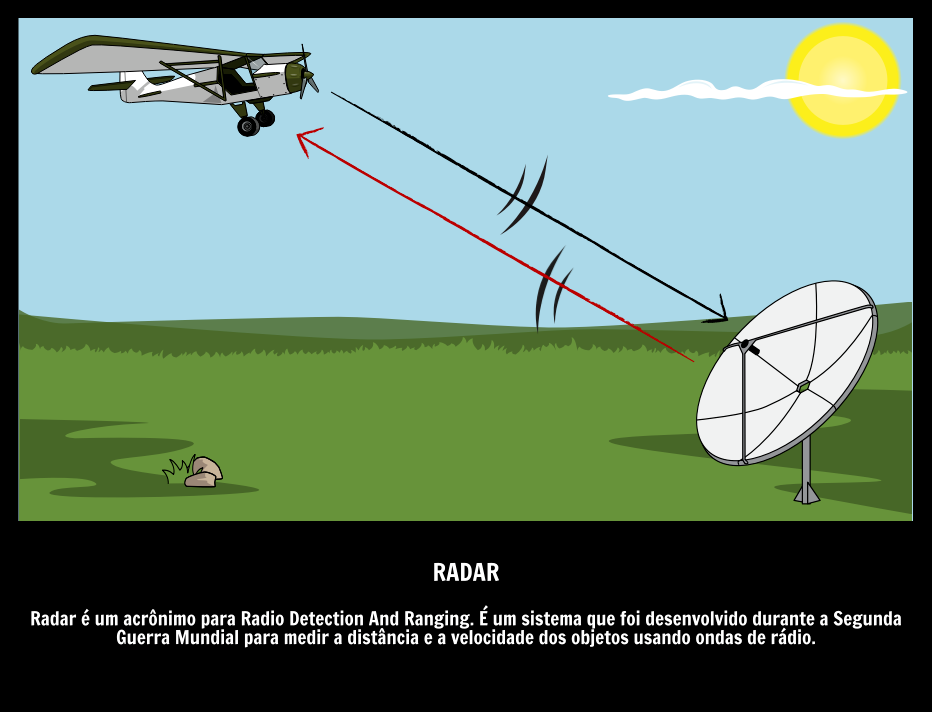 RADAR
Radar é um acrônimo para Radio Detection And Ranging. É um sistema que foi desenvolvido durante a Segunda
Guerra Mundial para medir a distância e a velocidade dos objetos usando ondas de rádio.